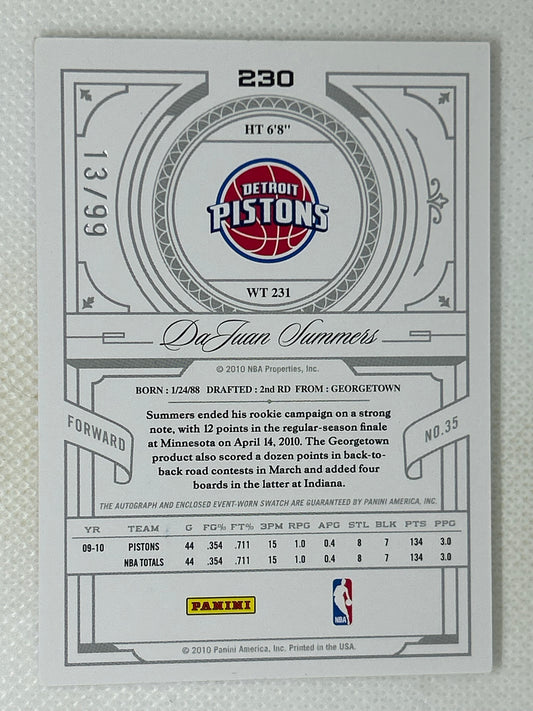 230
HT 6'8"
13/99
DETROIT
PISTONS
WT 231
DaJuan Summers
© 2010 NBA Properties, Inc.
BORN : 1/24/88 DRAFTED : 2nd RD FROM : GEORGETOWN
FORWARD
NO.35
Summers ended his rookie campaign on a strong
note, with 12 points in the regular-season finale
at Minnesota on April 14, 2010. The Georgetown
product also scored a dozen points in back-to-
back road contests in March and added four
boards in the latter at Indiana.
THE AUTOGRAPH AND ENCLOSED EVENT-WORN SWATCH ARE GUARANTEED BY PANINI AMERICA, INC.
YR TEAM G FG% FT% 3PM RPG APG STL BLK PTS PPG
09-10 PISTONS 44 .354 .711 15 1.0 0.4 8 7 134 3.0
NBA TOTALS 44 .354 .711 15 1.0 0.4 8 7 134 3.0
PANINI
NBA
© 2010 Panini America, Inc. Printed in the USA.